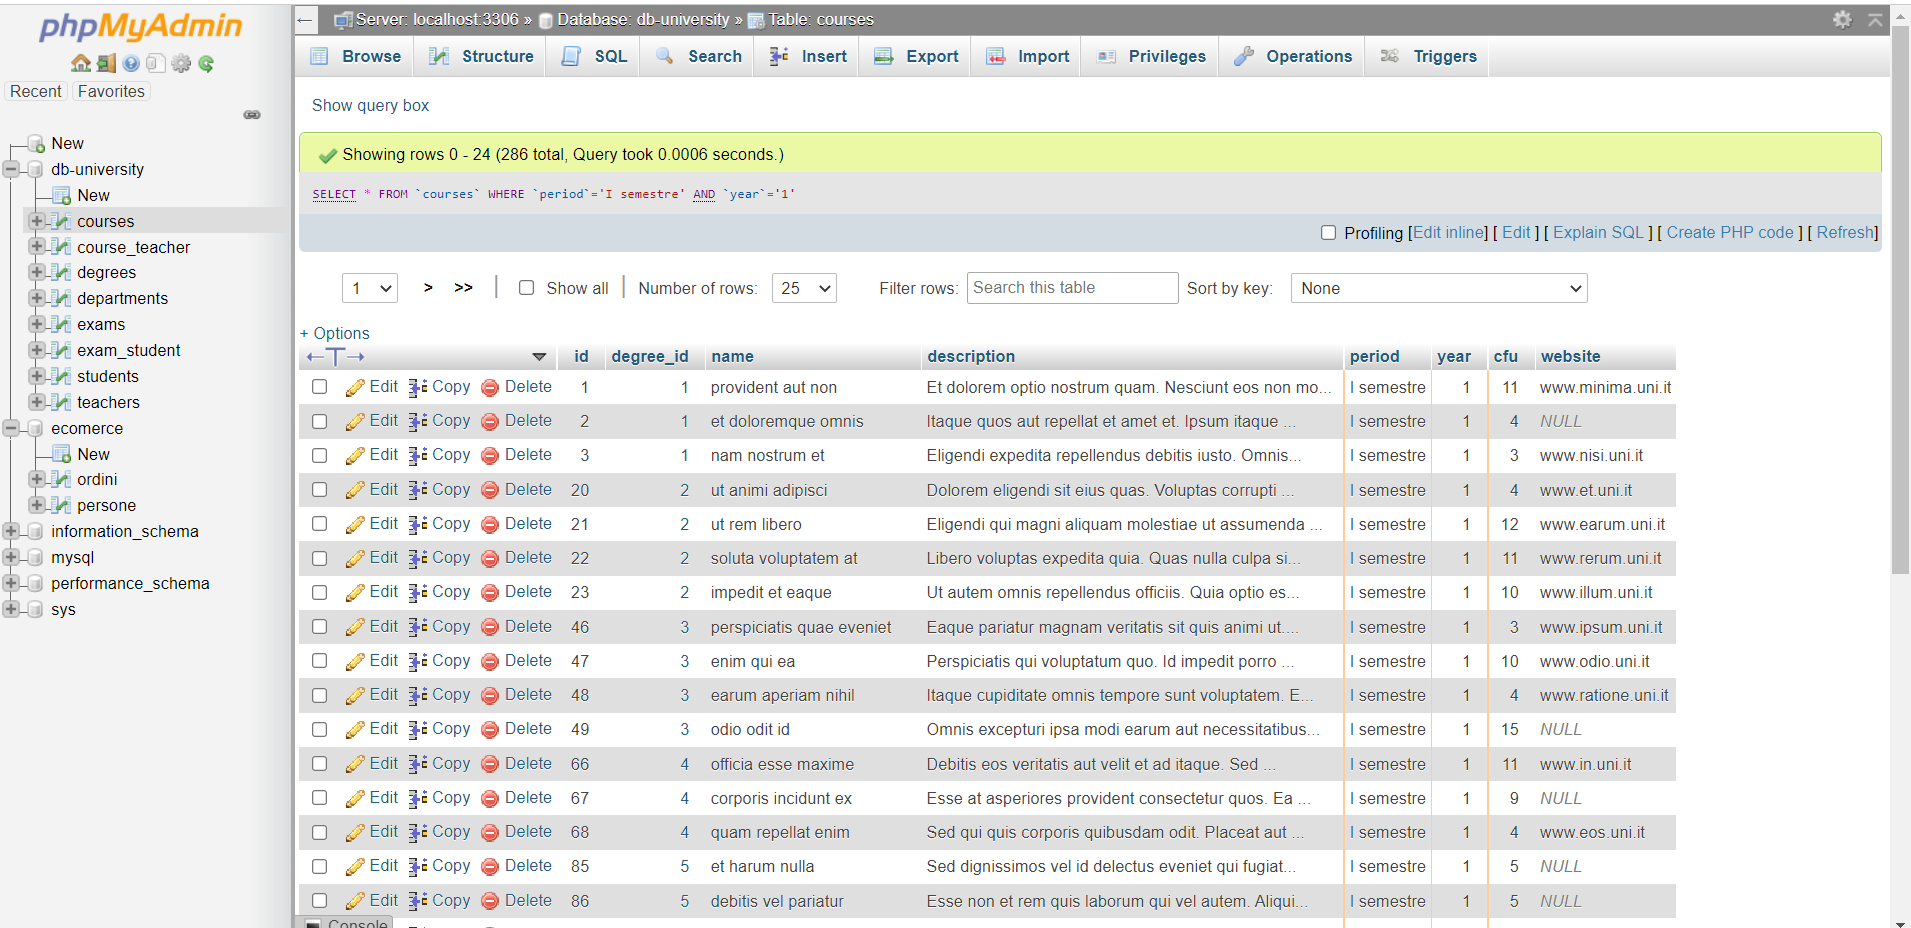 phpMyAdmin
Recent Favorites
New
db-university
New
courses
course_teacher
degrees
departments
exams
exam_student
students
teachers
ecomerce
New
ordini
persone
information_schema
mysql
performance_schema
sys
Server: localhost:3306 » Database: db-university » Table: courses
Browse Structure SQL Search Insert Export Import Privileges Operations Triggers
Show query box
Showing rows 0 - 24 (286 total, Query took 0.0006 seconds.)
SELECT * FROM `courses` WHERE `period`='I semestre' AND `year`='1'
Profiling [Edit inline] [ Edit ] [ Explain SQL ] [ Create PHP code ] [ Refresh]
1 > >> Show all Number of rows: 25 Filter rows: Search this table Sort by key: None
+ Options
←T→ id degree_id name description period year cfu website
Edit Copy Delete 1 1 provident aut non Et dolorem optio nostrum quam. Nesciunt eos non mo... I semestre 1 11 www.minima.uni.it
Edit Copy Delete 2 1 et doloremque omnis Itaque quos aut repellat et amet et. Ipsum itaque ... I semestre 1 4 NULL
Edit Copy Delete 3 1 nam nostrum et Eligendi expedita repellendus debitis iusto. Omnis... I semestre 1 3 www.nisi.uni.it
Edit Copy Delete 20 2 ut animi adipisci Dolorem eligendi sit eius quas. Voluptas corrupti ... I semestre 1 4 www.et.uni.it
Edit Copy Delete 21 2 ut rem libero Eligendi qui magni aliquam molestiae ut assumenda ... I semestre 1 12 www.earum.uni.it
Edit Copy Delete 22 2 soluta voluptatem at Libero voluptas expedita quia. Quas nulla culpa si... I semestre 1 11 www.rerum.uni.it
Edit Copy Delete 23 2 impedit et eaque Ut autem omnis repellendus officiis. Quia optio es... I semestre 1 10 www.illum.uni.it
Edit Copy Delete 46 3 perspiciatis quae eveniet Eaque pariatur magnam veritatis sit quis animi ut.... I semestre 1 3 www.ipsum.uni.it
Edit Copy Delete 47 3 enim qui ea Perspiciatis qui voluptatum quo. Id impedit porro ... I semestre 1 10 www.odio.uni.it
Edit Copy Delete 48 3 earum aperiam nihil Itaque cupiditate omnis tempore sunt voluptatem. E... I semestre 1 4 www.ratione.uni.it
Edit Copy Delete 49 3 odio odit id Omnis excepturi ipsa modi earum aut necessitatibus... I semestre 1 15 NULL
Edit Copy Delete 66 4 officia esse maxime Debitis eos veritatis aut velit et ad itaque. Sed ... I semestre 1 11 www.in.uni.it
Edit Copy Delete 67 4 corporis incidunt ex Esse at asperiores provident consectetur quos. Ea ... I semestre 1 9 NULL
Edit Copy Delete 68 4 quam repellat enim Sed qui quis corporis quibusdam odit. Placeat aut ... I semestre 1 4 www.eos.uni.it
Edit Copy Delete 85 5 et harum nulla Sed dignissimos vel id delectus eveniet qui fugiat... I semestre 1 5 NULL
Edit Copy Delete 86 5 debitis vel pariatur Esse non et rem quis laborum qui vel autem. Aliqui... I semestre 1 5 NULL
Console